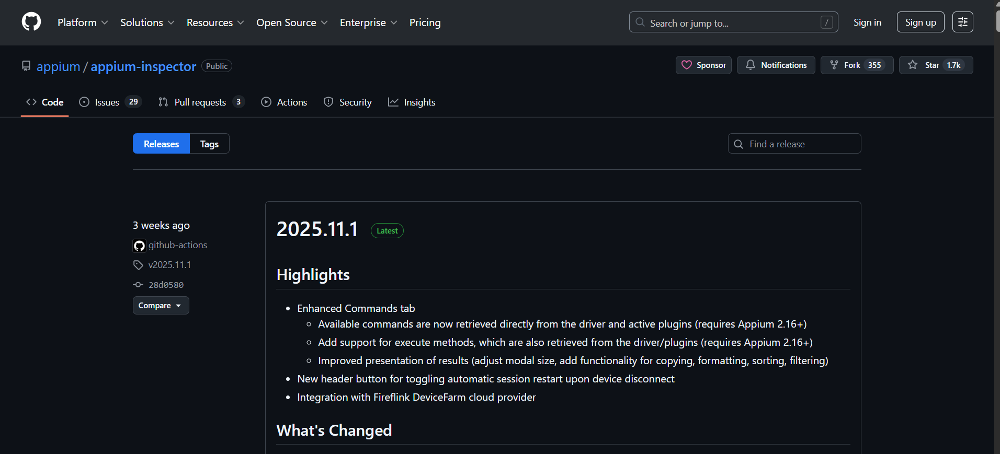 Platform Solutions Resources Open Source Enterprise Pricing Search or jump to... / Sign in Sign up
appium / appium-inspector Public Sponsor Notifications Fork 355 Star 1.7k
Code Issues 29 Pull requests 3 Actions Security Insights
Releases Tags Find a release
3 weeks ago
github-actions
v2025.11.1
28d0580
Compare
2025.11.1 Latest
Highlights
Enhanced Commands tab
Available commands are now retrieved directly from the driver and active plugins (requires Appium 2.16+)
Add support for execute methods, which are also retrieved from the driver/plugins (requires Appium 2.16+)
Improved presentation of results (adjust modal size, add functionality for copying, formatting, sorting, filtering)
New header button for toggling automatic session restart upon device disconnect
Integration with Fireflink DeviceFarm cloud provider
What's Changed